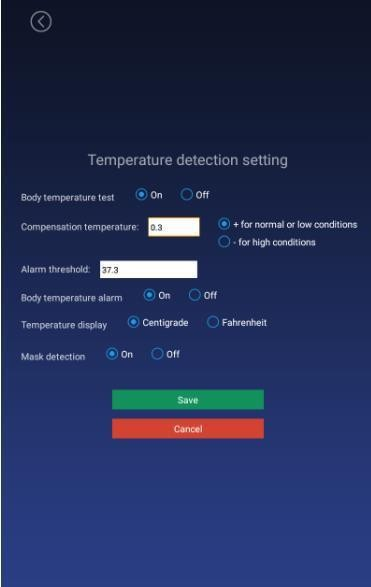 Temperature detection setting
Body temperature test On Off
Compensation temperature: 0.3 + for normal or low conditions
- for high conditions
Alarm threshold: 37.3
Body temperature alarm On Off
Temperature display Centigrade Fahrenheit
Mask detection On Off
Save
Cancel